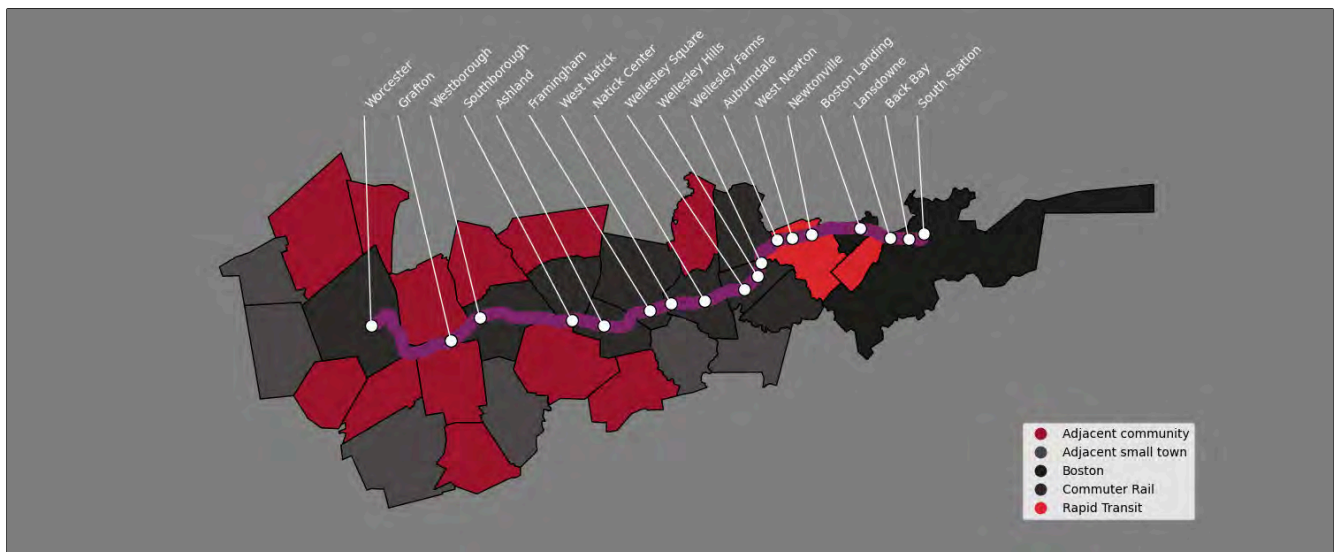 Worcester
Grafton
Westborough
Southborough
Ashland
Framingham
West Natick
Natick Center
Wellesley Square
Wellesley Hills
Wellesley Farms
Auburndale
West Newton
Newtonville
Boston Landing
Lansdowne
Back Bay
South Station
Adjacent community
Adjacent small town
Boston
Commuter Rail
Rapid Transit